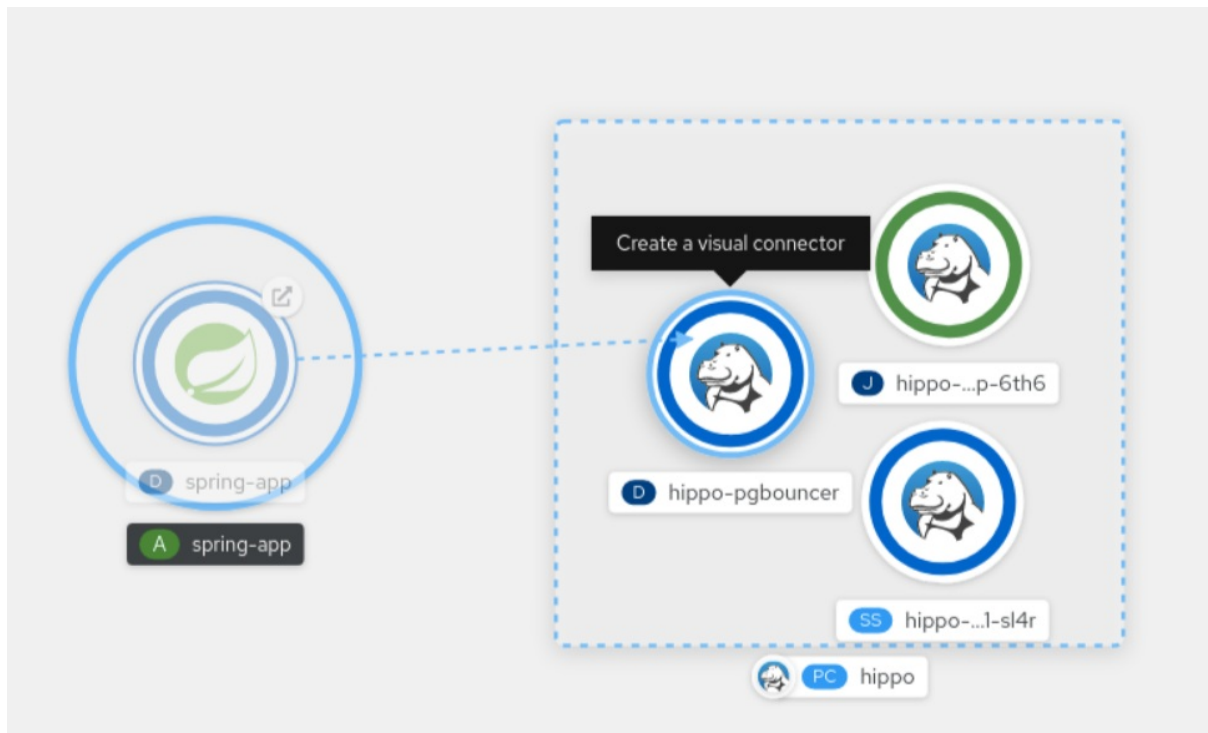 Create a visual connector
J hippo-...p-6th6
D spring-app
D hippo-pgbouncer
A spring-app
SS hippo-...1-sl4r
PC hippo